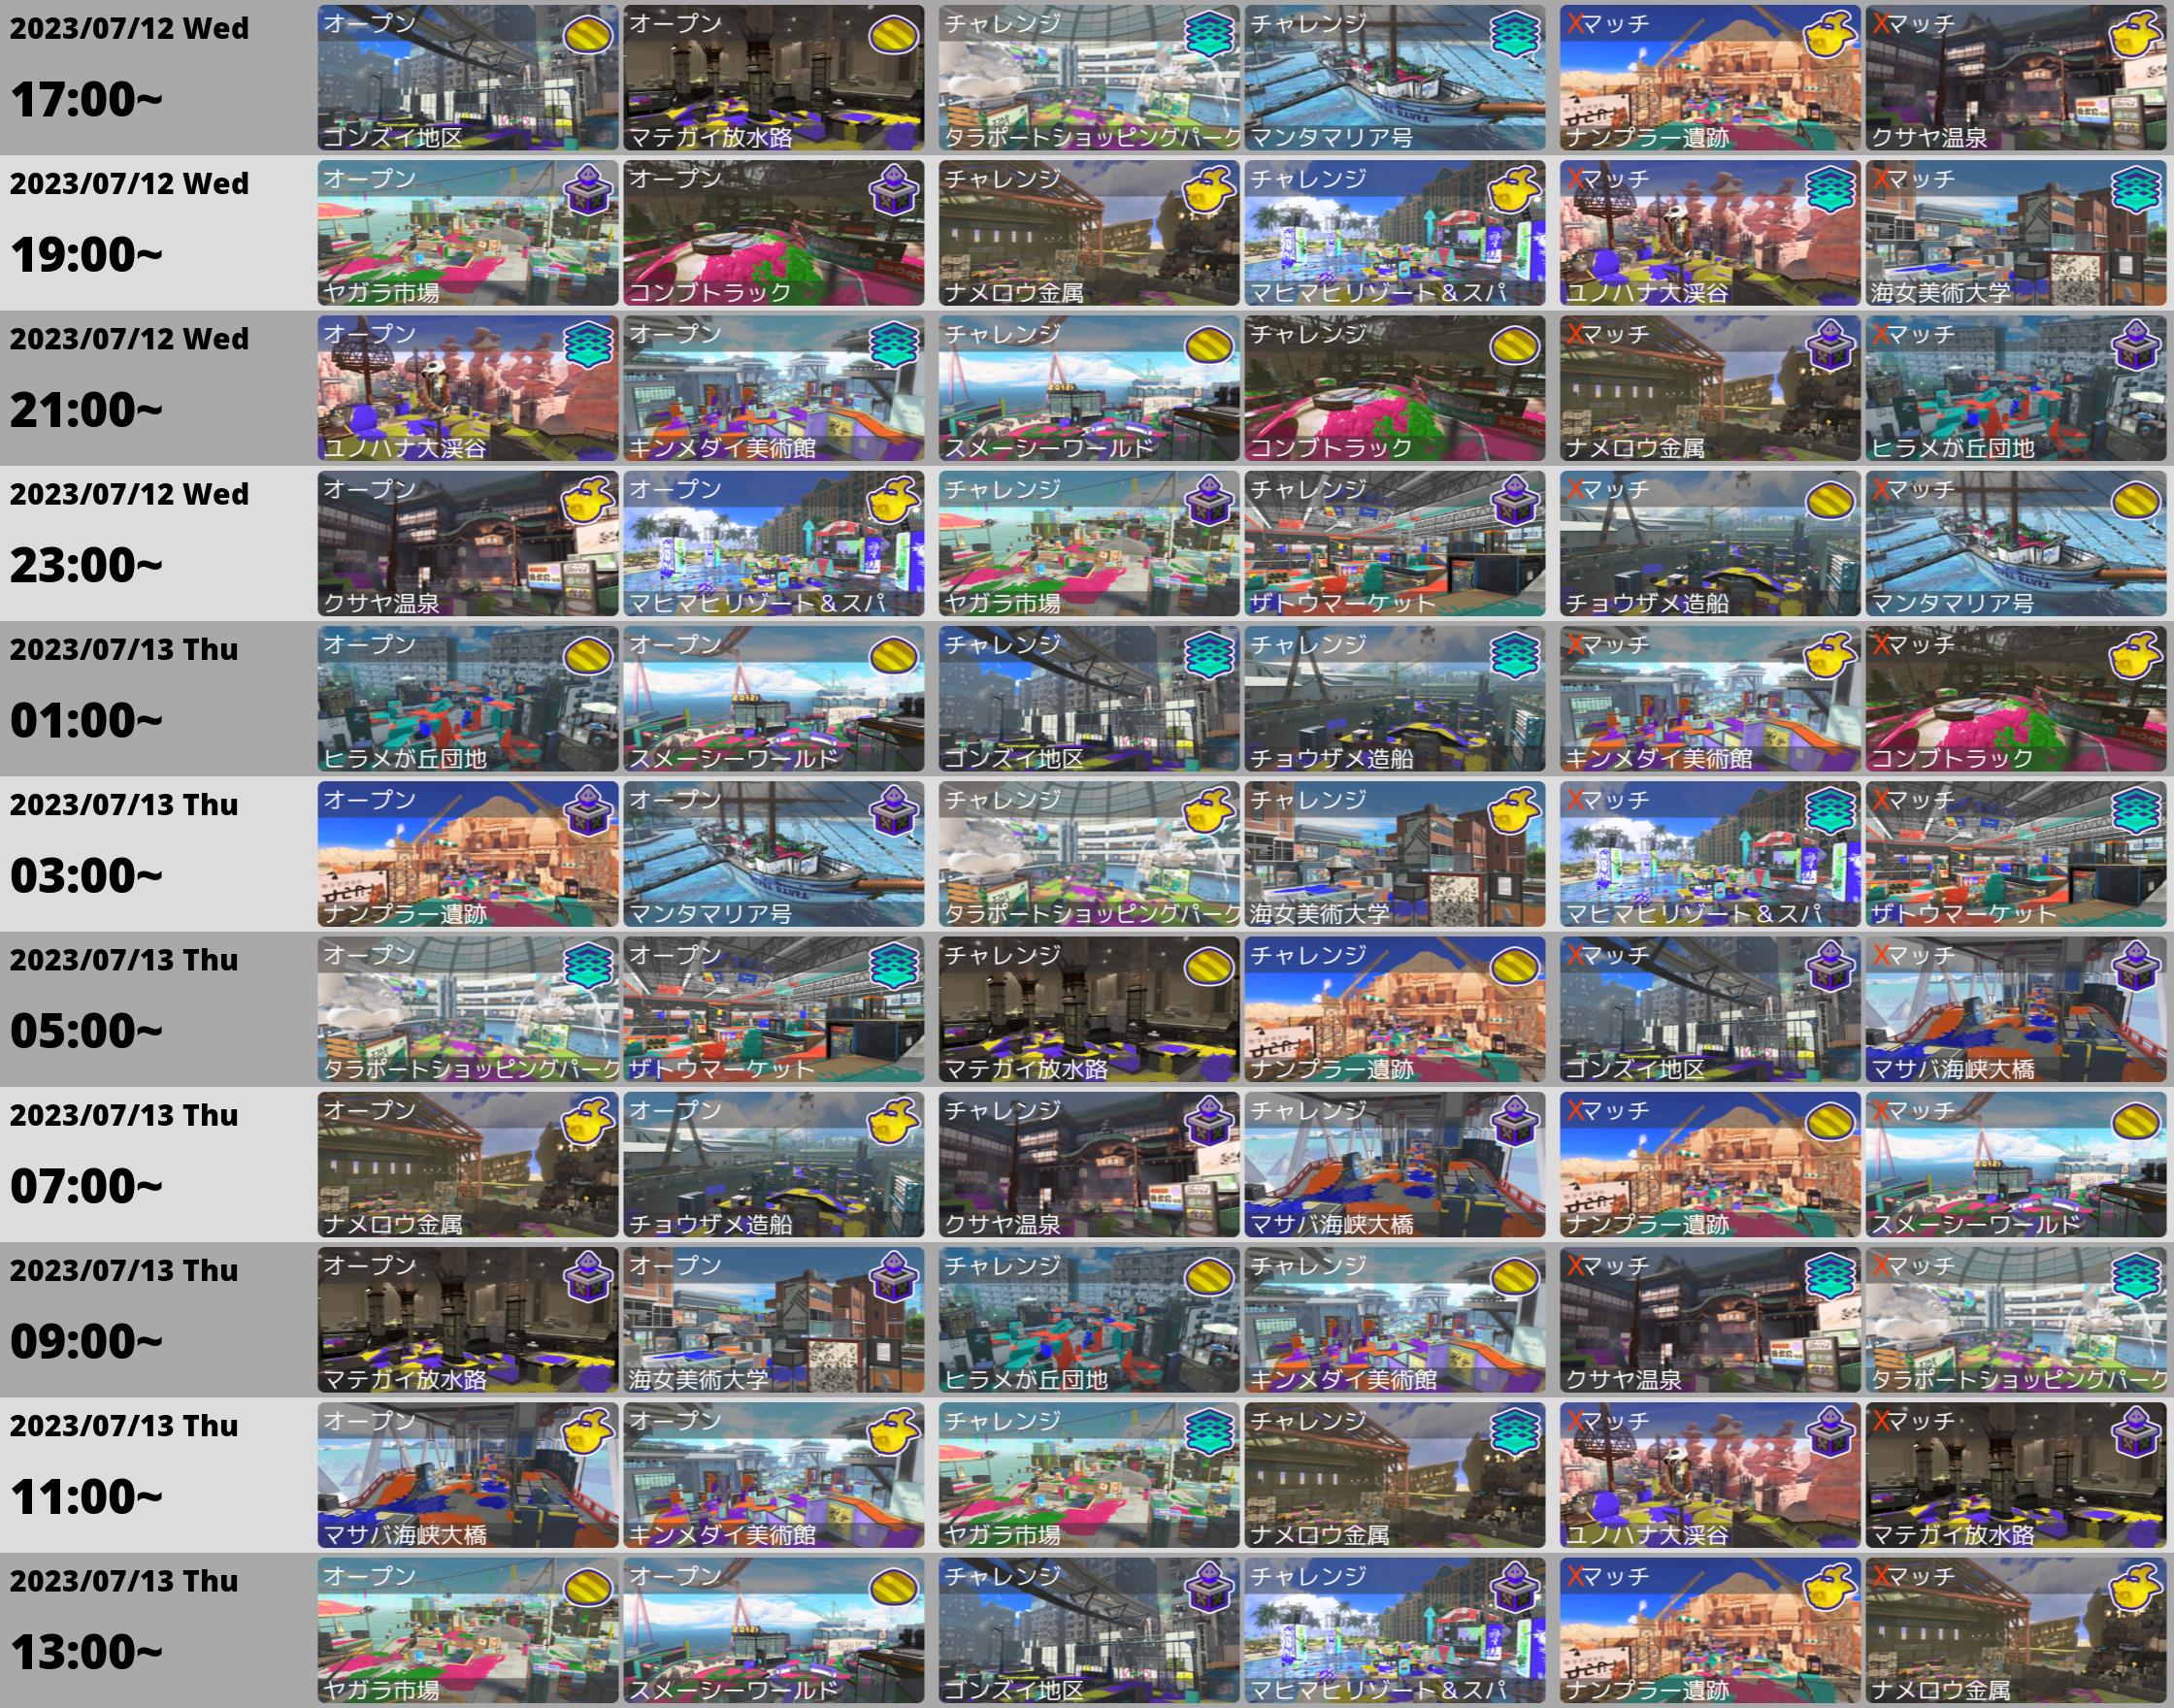 2023/07/12 Wed
17:00~
オープン オープン チャレンジ チャレンジ Xマッチ Xマッチ
ゴンズイ地区 マテガイ放水路 タラポートショッピングパーク マンタマリア号 ナンプラー遺跡 クサヤ温泉
2023/07/12 Wed
19:00~
オープン オープン チャレンジ チャレンジ Xマッチ Xマッチ
ヤガラ市場 コンブトラック ナメロウ金属 マヒマヒリゾート＆スパ ユノハナ大渓谷 海女美術大学
2023/07/12 Wed
21:00~
オープン オープン チャレンジ チャレンジ Xマッチ Xマッチ
ユノハナ大渓谷 キンメダイ美術館 スメーシーワールド コンブトラック ナメロウ金属 ヒラメが丘団地
2023/07/12 Wed
23:00~
オープン オープン チャレンジ チャレンジ Xマッチ Xマッチ
クサヤ温泉 マヒマヒリゾート＆スパ ヤガラ市場 ザトウマーケット チョウザメ造船 マンタマリア号
2023/07/13 Thu
01:00~
オープン オープン チャレンジ チャレンジ Xマッチ Xマッチ
ヒラメが丘団地 スメーシーワールド ゴンズイ地区 チョウザメ造船 キンメダイ美術館 コンブトラック
2023/07/13 Thu
03:00~
オープン オープン チャレンジ チャレンジ Xマッチ Xマッチ
ナンプラー遺跡 マンタマリア号 タラポートショッピングパーク 海女美術大学 マヒマヒリゾート＆スパ ザトウマーケット
2023/07/13 Thu
05:00~
オープン オープン チャレンジ チャレンジ Xマッチ Xマッチ
タラポートショッピングパーク ザトウマーケット マテガイ放水路 ナンプラー遺跡 ゴンズイ地区 マサバ海峡大橋
2023/07/13 Thu
07:00~
オープン オープン チャレンジ チャレンジ Xマッチ Xマッチ
ナメロウ金属 チョウザメ造船 クサヤ温泉 マサバ海峡大橋 ナンプラー遺跡 スメーシーワールド
2023/07/13 Thu
09:00~
オープン オープン チャレンジ チャレンジ Xマッチ Xマッチ
マテガイ放水路 海女美術大学 ヒラメが丘団地 キンメダイ美術館 クサヤ温泉 タラポートショッピングパーク
2023/07/13 Thu
11:00~
オープン オープン チャレンジ チャレンジ Xマッチ Xマッチ
マサバ海峡大橋 キンメダイ美術館 ヤガラ市場 ナメロウ金属 ユノハナ大渓谷 マテガイ放水路
2023/07/13 Thu
13:00~
オープン オープン チャレンジ チャレンジ Xマッチ Xマッチ
ヤガラ市場 スメーシーワールド ゴンズイ地区 マヒマヒリゾート＆スパ ナンプラー遺跡 ナメロウ金属